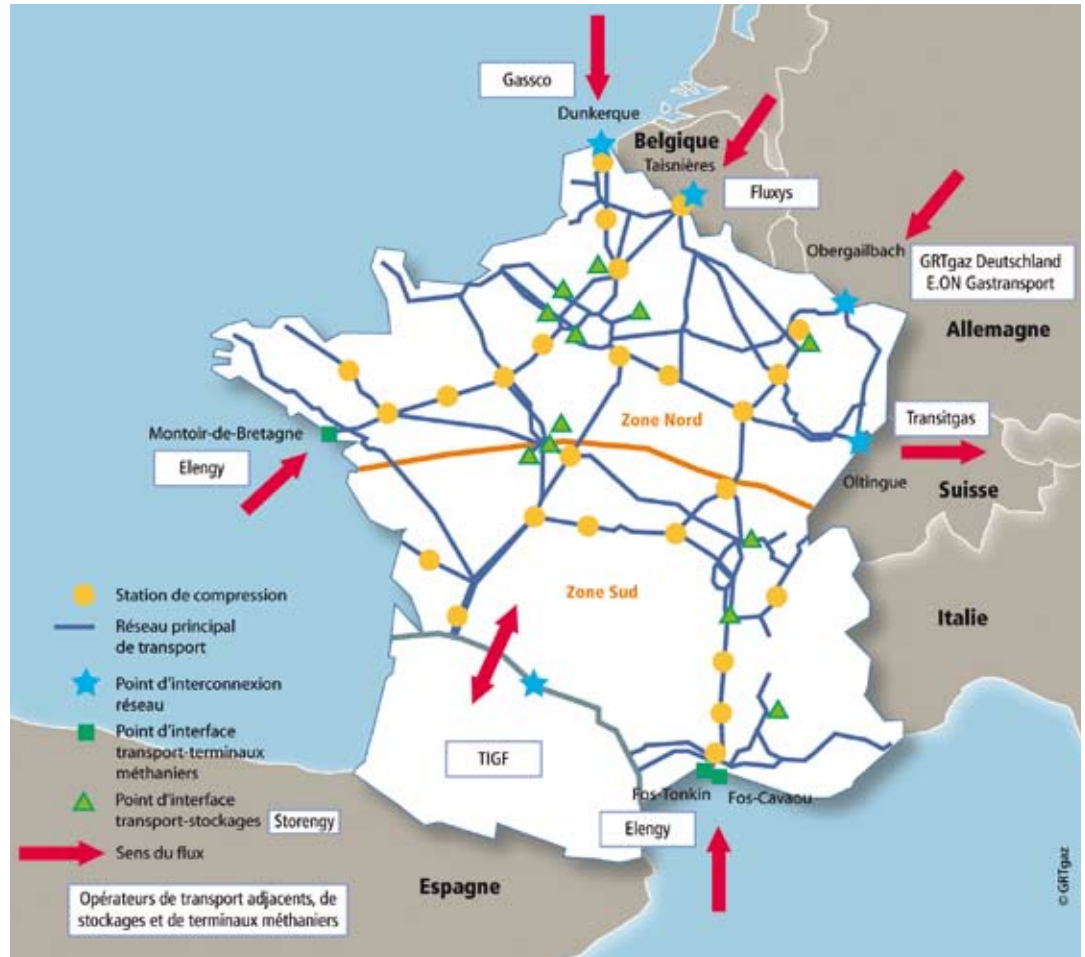 Gassco
Dunkerque
Belgique
Taisnières
Fluxys
Obergailbach
GRTgaz Deutschland
E.ON Gastransport
Allemagne
Zone Nord
Transitgas
Montoir-de-Bretagne
Elengy
Oltingue
Suisse
Zone Sud
Italie
Station de compression
Réseau principal
de transport
Point d'interconnexion
réseau
Point d'interface
transport-terminaux
méthaniers
Point d'interface
transport-stockages
Storengy
Sens du flux
Opérateurs de transport adjacents, de
stockages et de terminaux méthaniers
TIGF
Fos-Tonkin
Fos-Cavaou
Elengy
Espagne
© GRTgaz